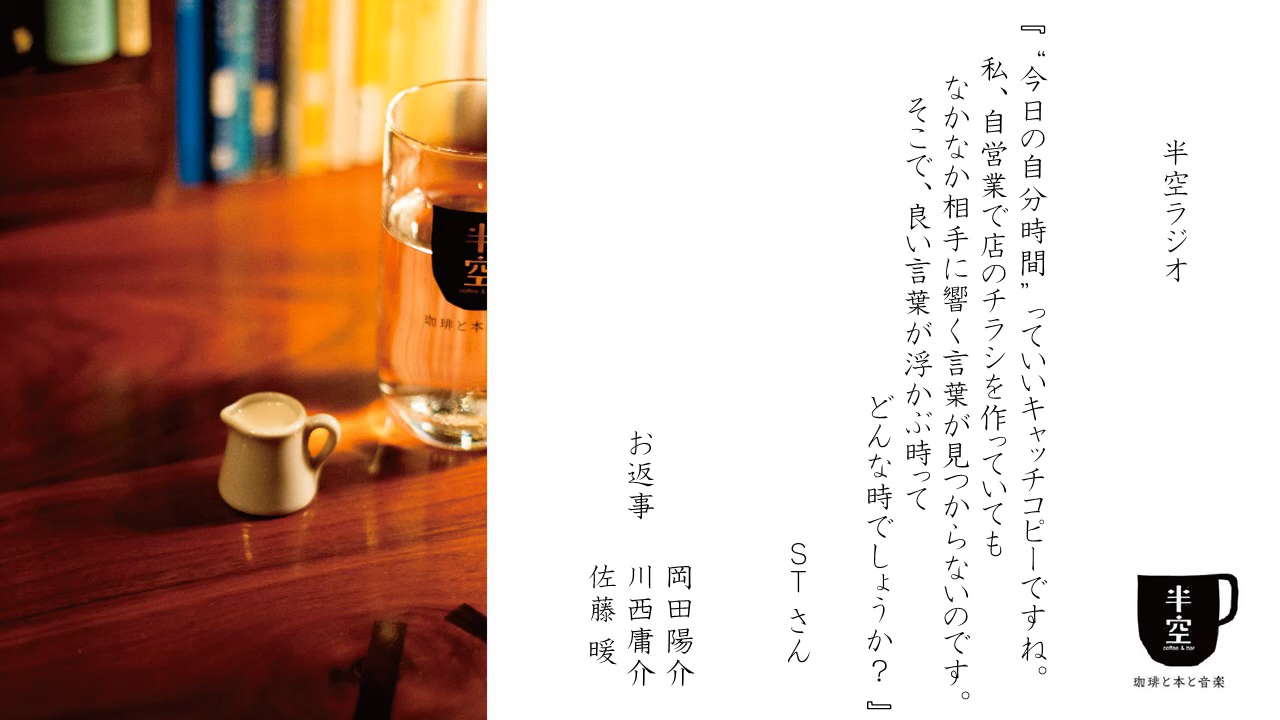 半空ラジオ
『“今日の自分時間”っていいキャッチコピーですね。
私、自営業で店のチラシを作っていても
なかなか相手に響く言葉が見つからないのです。
そこで、良い言葉が浮かぶ時って
どんな時でしょうか？』
STさん
お返事
岡田陽介
川西庸介
佐藤 暖
半空
coffee & bar
珈琲と本と音楽
半
空
coffee &
珈琲と本